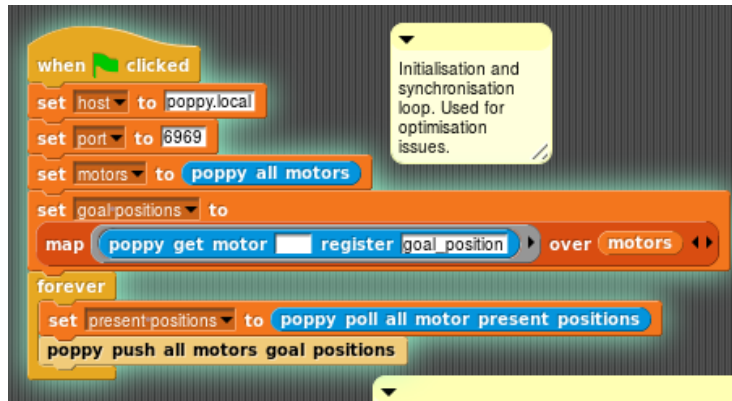 when clicked
set host to poppy.local
set port to 6969
set motors to poppy all motors
set goal positions to
map poppy get motor register goal_position over motors
forever
set present positions to poppy poll all motor present positions
poppy push all motors goal positions
Initialisation and
synchronisation
loop. Used for
optimisation
issues.